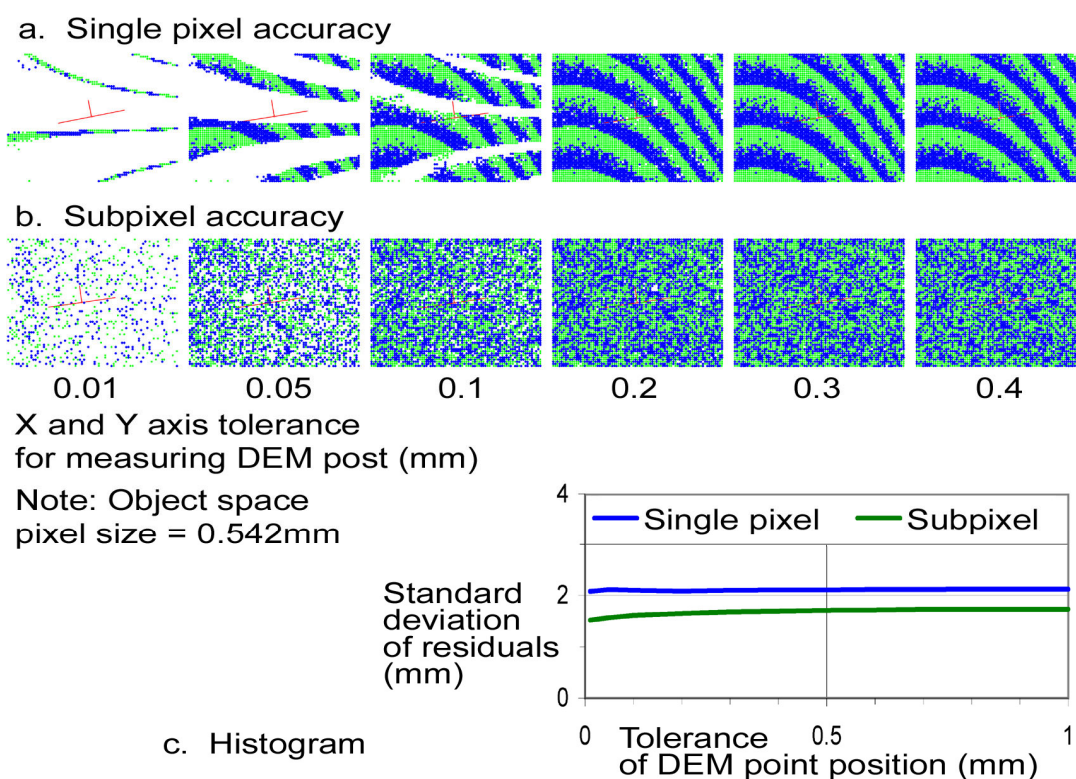 a. Single pixel accuracy
b. Subpixel accuracy
0.01 0.05 0.1 0.2 0.3 0.4
X and Y axis tolerance
for measuring DEM post (mm)
Note: Object space
pixel size = 0.542mm
4
Single pixel Subpixel
Standard
deviation
of residuals
(mm)
2
0
0 0.5 1
Tolerance
of DEM point position (mm)
c. Histogram